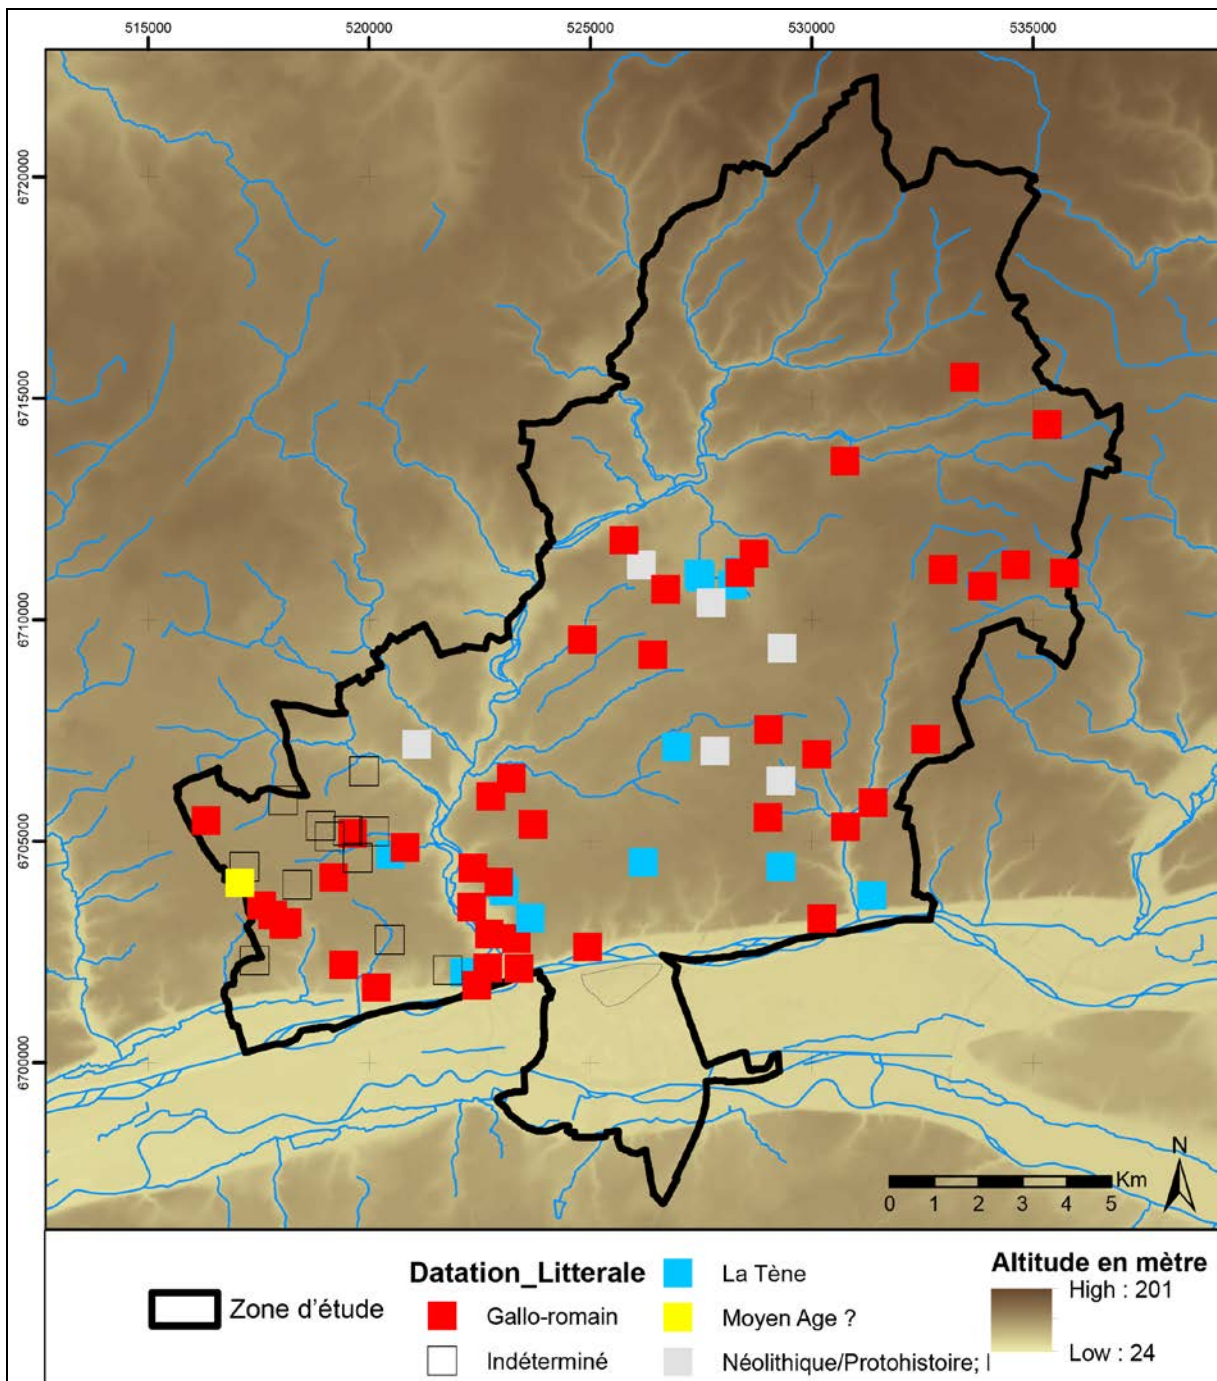 515000 520000 525000 530000 535000
6720000
6715000
6710000
6705000
6700000
N
Km
0 1 2 3 4 5
Zone d'étude
Datation_Litterale
Gallo-romain
Indéterminé
La Tène
Moyen Age ?
Néolithique/Protohistoire;
Altitude en mètre
High : 201
Low : 24